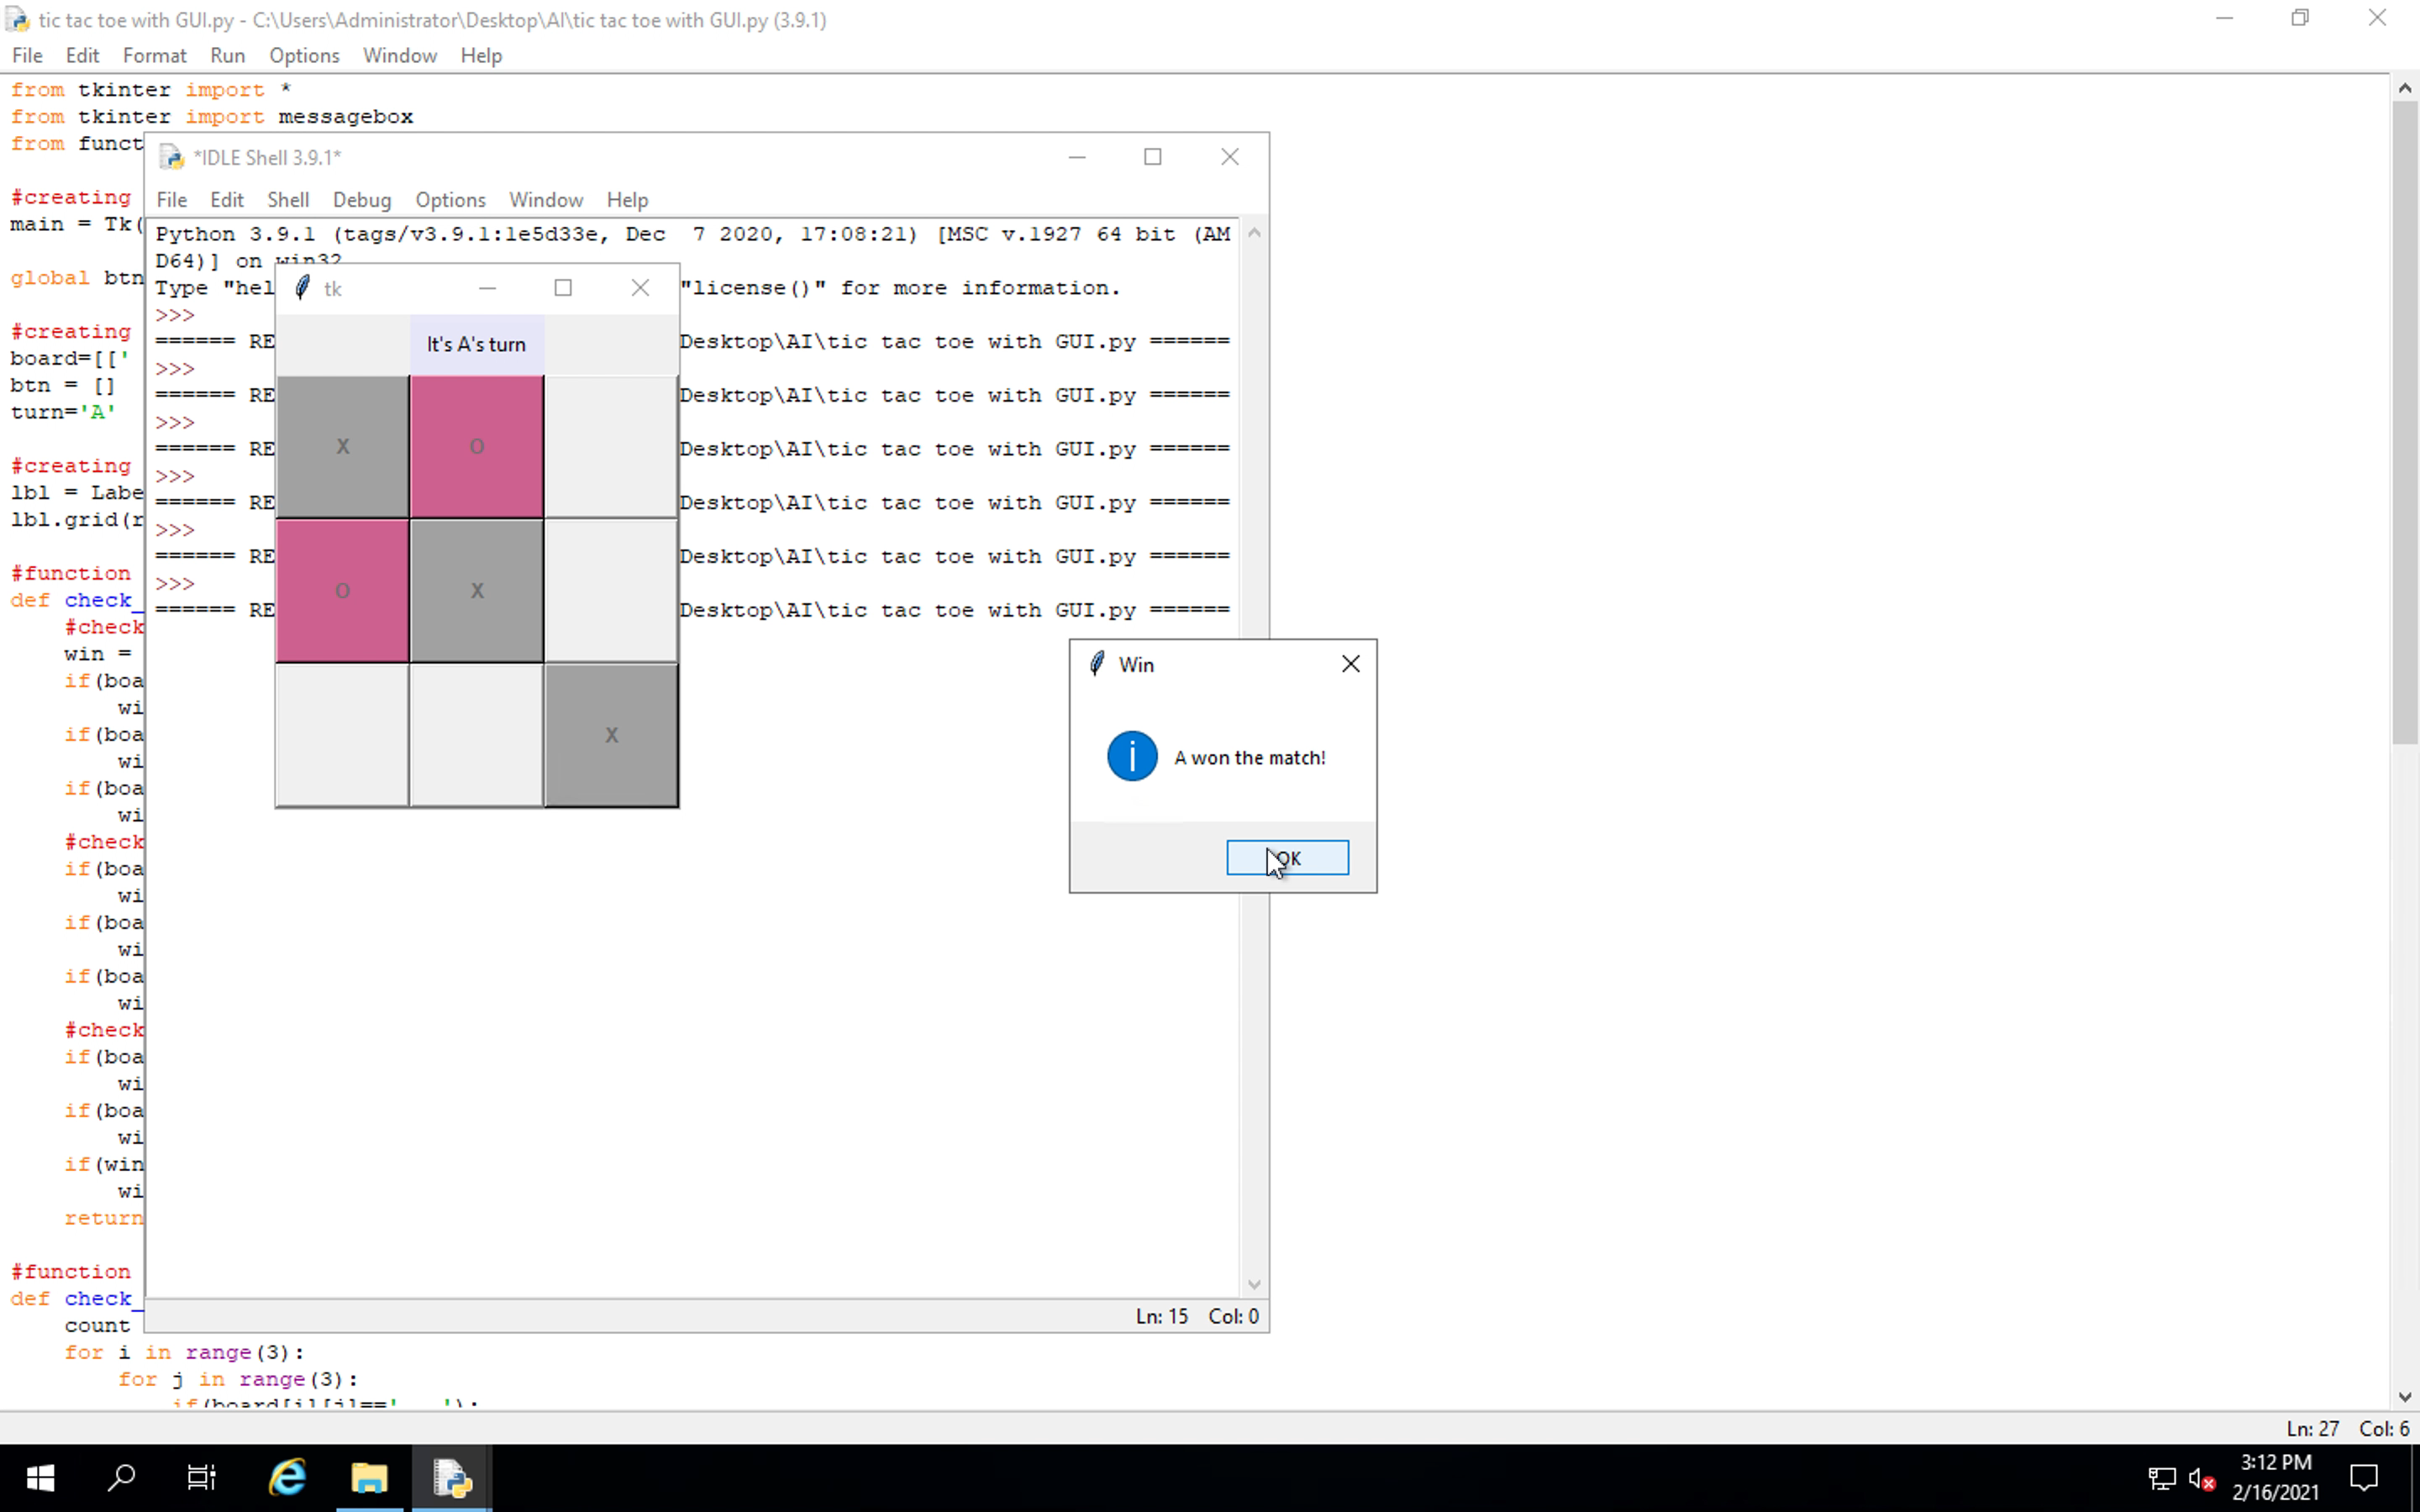 tic tac toe with GUI.py - C:\Users\Administrator\Desktop\AI\tic tac toe with GUI.py (3.9.1)
File Edit Format Run Options Window Help
from tkinter import *
from tkinter import messagebox
from funct
#creating
main = Tk(
global btn
#creating
board=[['
btn = []
turn='A'
#creating
lbl = Labe
lbl.grid(r
#function
def check_
#check
win =
if(boa
wi
if(boa
wi
if(boa
wi
#check
if(boa
wi
if(boa
wi
if(boa
wi
#check
if(boa
wi
if(boa
wi
if(win
wi
return
#function
def check_
count
for i in range(3):
for j in range(3):
if(board[i][j]==' '):
*IDLE Shell 3.9.1*
File Edit Shell Debug Options Window Help
Python 3.9.1 (tags/v3.9.1:1e5d33e, Dec  7 2020, 17:08:21) [MSC v.1927 64 bit (AM
D64)] on win32
Type "hel "license()" for more information.
>>>
====== RE Desktop\AI\tic tac toe with GUI.py ======
>>>
====== RE Desktop\AI\tic tac toe with GUI.py ======
>>>
====== RE Desktop\AI\tic tac toe with GUI.py ======
>>>
====== RE Desktop\AI\tic tac toe with GUI.py ======
>>>
====== RE Desktop\AI\tic tac toe with GUI.py ======
>>>
====== RE Desktop\AI\tic tac toe with GUI.py ======
Ln: 15 Col: 0
tk
It's A's turn
X O
O X
X
Win
A won the match!
OK
Ln: 27 Col: 6
3:12 PM
2/16/2021